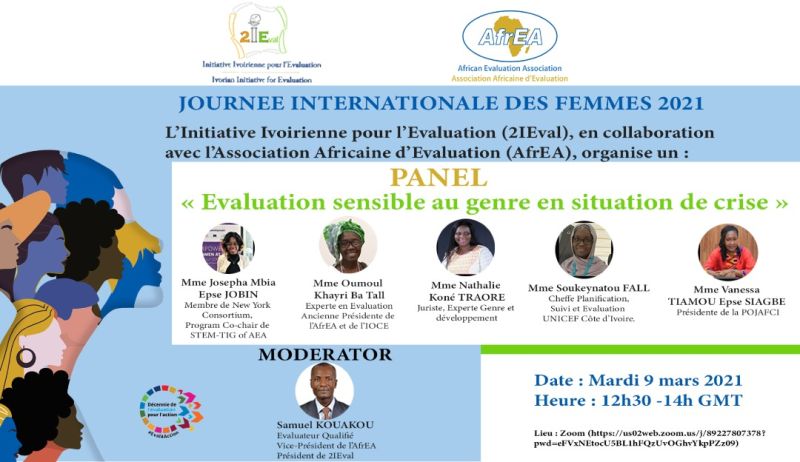 2IEval
Initiative Ivoirienne pour l'Evaluation
Ivorian Initiative for Evaluation
AfrEA
African Evaluation Association
Association Africaine d'Evaluation
JOURNEE INTERNATIONALE DES FEMMES 2021
L'Initiative Ivoirienne pour l'Evaluation (2IEval), en collaboration
avec l'Association Africaine d'Evaluation (AfrEA), organise un :
PANEL
« Evaluation sensible au genre en situation de crise »
Mme Josepha Mbia
Epse JOBIN
Membre de New York
Consortium,
Program Co-chair de
STEM-TIG of AEA
Mme Oumoul
Khayri Ba Tall
Experte en Evaluation
Ancienne Présidente de
l'AfrEA et de l'IOCE
Mme Nathalie
Koné TRAORE
Juriste, Experte Genre et
développement
Mme Soukeynatou FALL
Cheffe Planification,
Suivi et Evaluation
UNICEF Côte d'Ivoire.
Mme Vanessa
TIAMOU Epse SIAGBE
Présidente de la POJAFCI
MODERATOR
Samuel KOUAKOU
Evaluateur Qualifié
Vice-Président de l'AfrEA
Président de 2IEval
Décennie de
l'évaluation
pour l'action
#Eval4Action
Date : Mardi 9 mars 2021
Heure : 12h30 -14h GMT
Lieu : Zoom (https://us02web.zoom.us/j/89227807378?
pwd=eFVxNEtocU5BL1hFQzUvOGhvYkpPZz09)